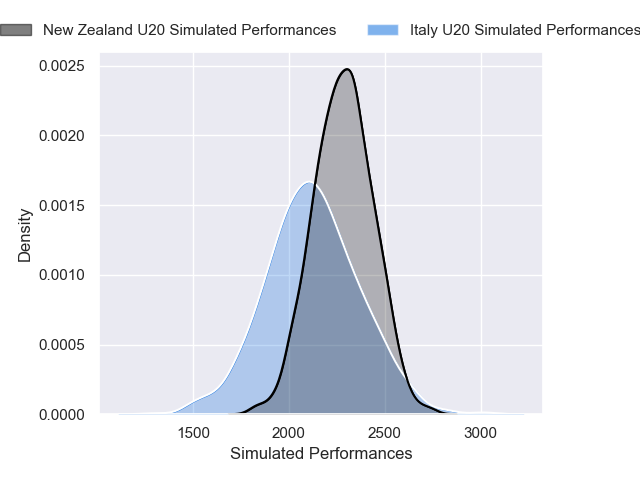 New Zealand U20 Simulated Performances
Italy U20 Simulated Performances
0.0025
0.0020
0.0015
0.0010
0.0005
0.0000
Density
1500
2000
2500
3000
Simulated Performances